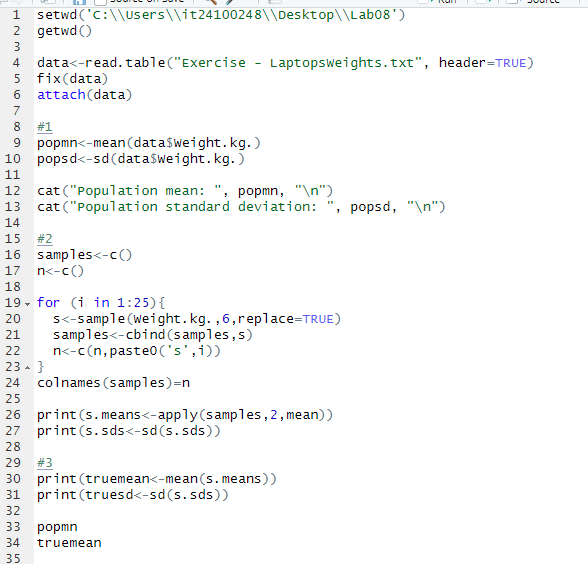 Source on Save Run Source
1 setwd('C:\\Users\\it24100248\\Desktop\\Lab08')
2 getwd()
3
4 data<-read.table("Exercise - LaptopsWeights.txt", header=TRUE)
5 fix(data)
6 attach(data)
7
8 #1
9 popmn<-mean(data$Weight.kg.)
10 popsd<-sd(data$Weight.kg.)
11
12 cat("Population mean: ", popmn, "\n")
13 cat("Population standard deviation: ", popsd, "\n")
14
15 #2
16 samples<-c()
17 n<-c()
18
19 for (i in 1:25){
20 s<-sample(Weight.kg.,6,replace=TRUE)
21 samples<-cbind(samples,s)
22 n<-c(n,paste0('s',i))
23 }
24 colnames(samples)=n
25
26 print(s.means<-apply(samples,2,mean))
27 print(s.sds<-sd(s.sds))
28
29 #3
30 print(truemean<-mean(s.means))
31 print(truesd<-sd(s.sds))
32
33 popmn
34 truemean
35